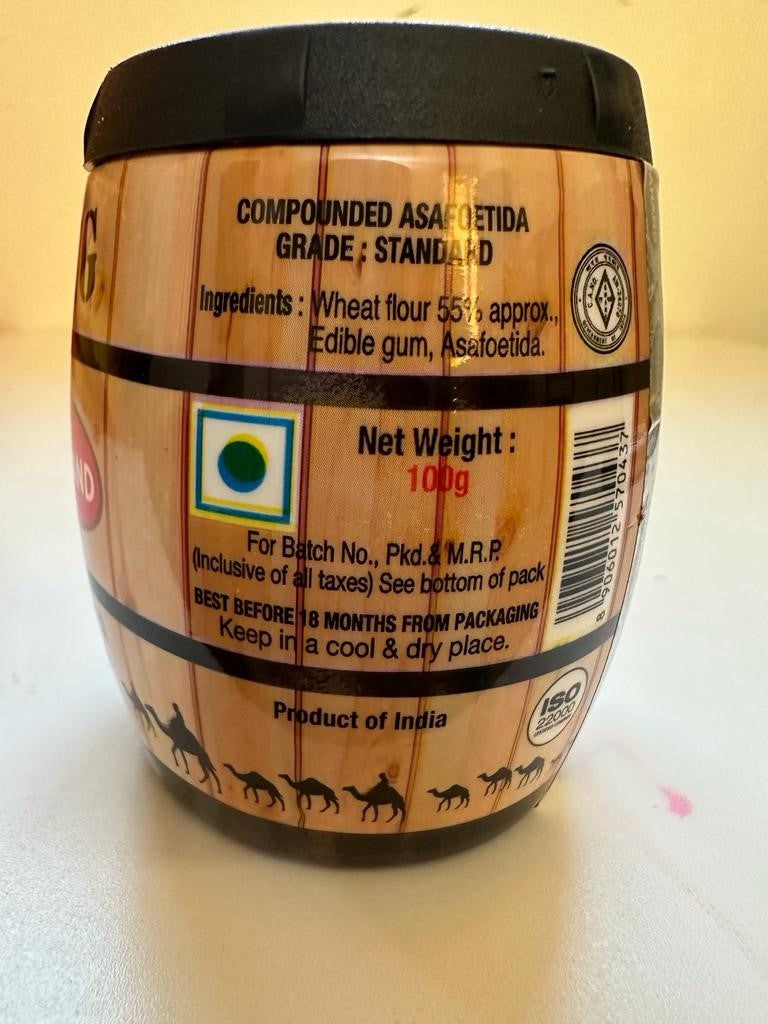 G
COMPOUNDED ASAFOETIDA
GRADE : STANDARD
Ingredients : Wheat flour 55% approx.,
Edible gum, Asafoetida.
ND
Net Weight :
100g
For Batch No., Pkd.& M.R.P.
(Inclusive of all taxes) See bottom of pack
BEST BEFORE 18 MONTHS FROM PACKAGING
Keep in a cool & dry place.
8 906012 570437
Product of India
ISO
22000